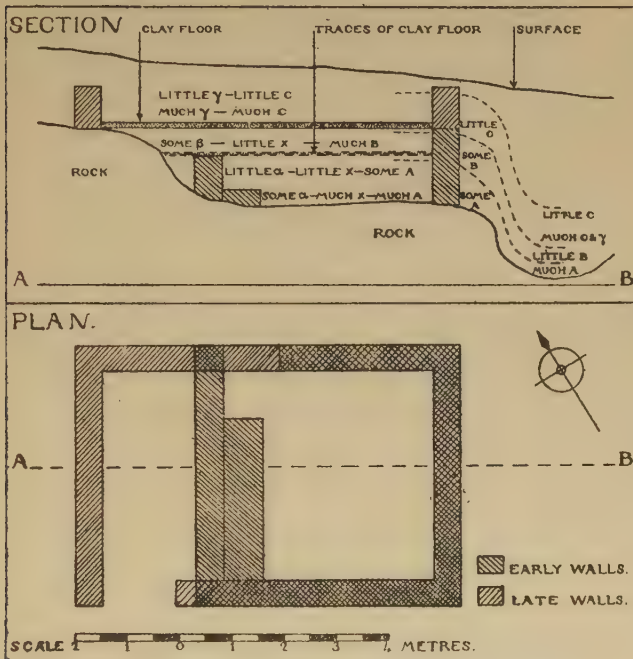 SECTION
CLAY FLOOR
TRACES OF CLAY FLOOR
SURFACE
LITTLE γ–LITTLE C
MUCH γ — MUCH C
LITTLE C
SOME β — LITTLE X — MUCH B
SOME B
ROCK
LITTLE α–LITTLE X–SOME A
SOME α–MUCH X–MUCH A
SOME A
LITTLE C
ROCK
MUCH C & γ
LITTLE B
MUCH A
A
B
PLAN.
A
B
EARLY WALLS.
LATE WALLS.
SCALE 2 1 0 1 2 3 4 METRES.